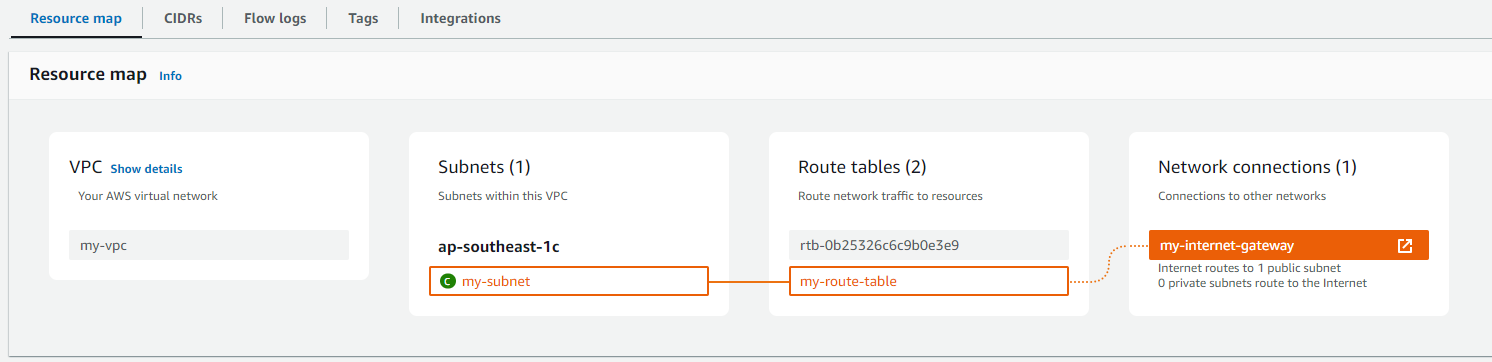 Resource map
CIDRs
Flow logs
Tags
Integrations
Resource map Info
VPC Show details
Your AWS virtual network
my-vpc
Subnets (1)
Subnets within this VPC
ap-southeast-1c
C my-subnet
Route tables (2)
Route network traffic to resources
rtb-0b25326c6c9b0e3e9
my-route-table
Network connections (1)
Connections to other networks
my-internet-gateway
Internet routes to 1 public subnet
0 private subnets route to the Internet